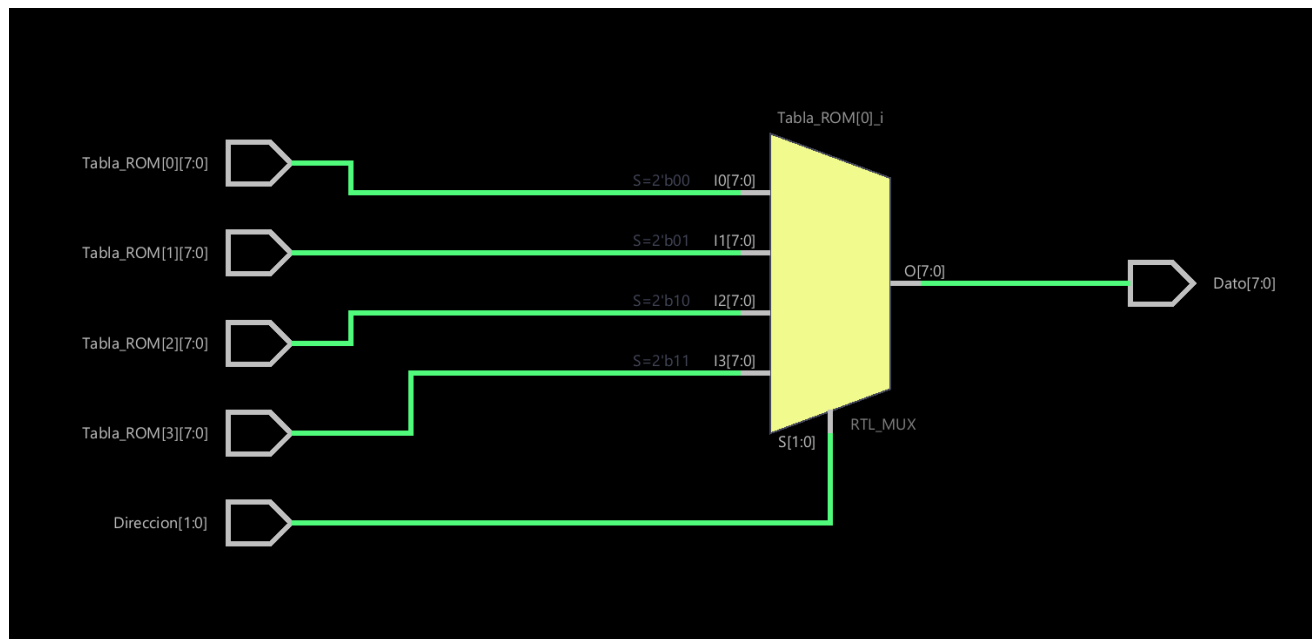 Tabla_ROM[0]_i
Tabla_ROM[0][7:0]
S=2'b00 I0[7:0]
Tabla_ROM[1][7:0]
S=2'b01 I1[7:0]
O[7:0]
Dato[7:0]
Tabla_ROM[2][7:0]
S=2'b10 I2[7:0]
S=2'b11 I3[7:0]
Tabla_ROM[3][7:0]
S[1:0]
RTL_MUX
Direccion[1:0]